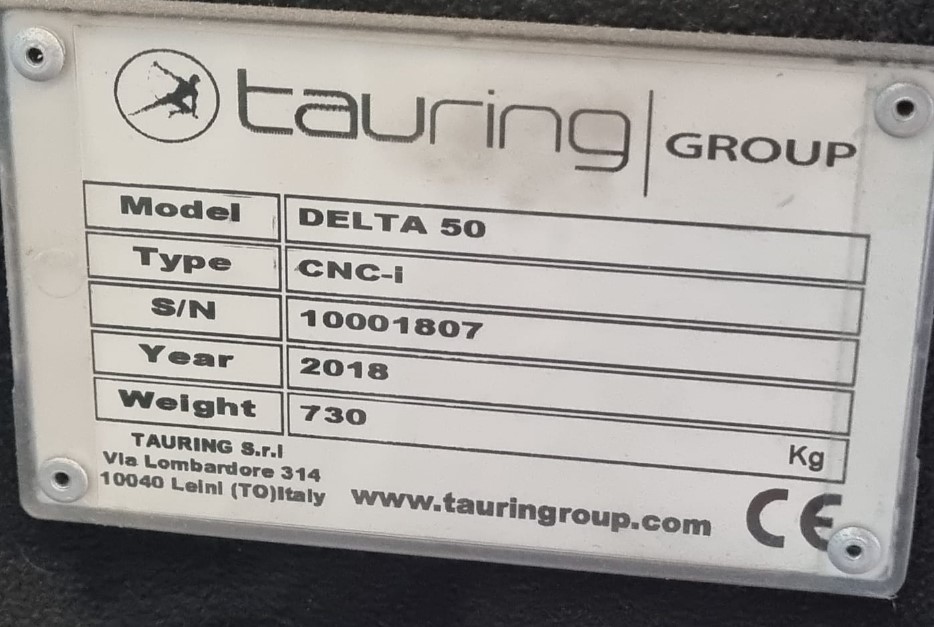 tauring GROUP
Model DELTA 50
Type CNC-i
S/N 10001807
Year 2018
Weight 730 Kg
TAURING S.r.l
Via Lombardore 314
10040 Leini (TO)Italy
www.tauringroup.com CE